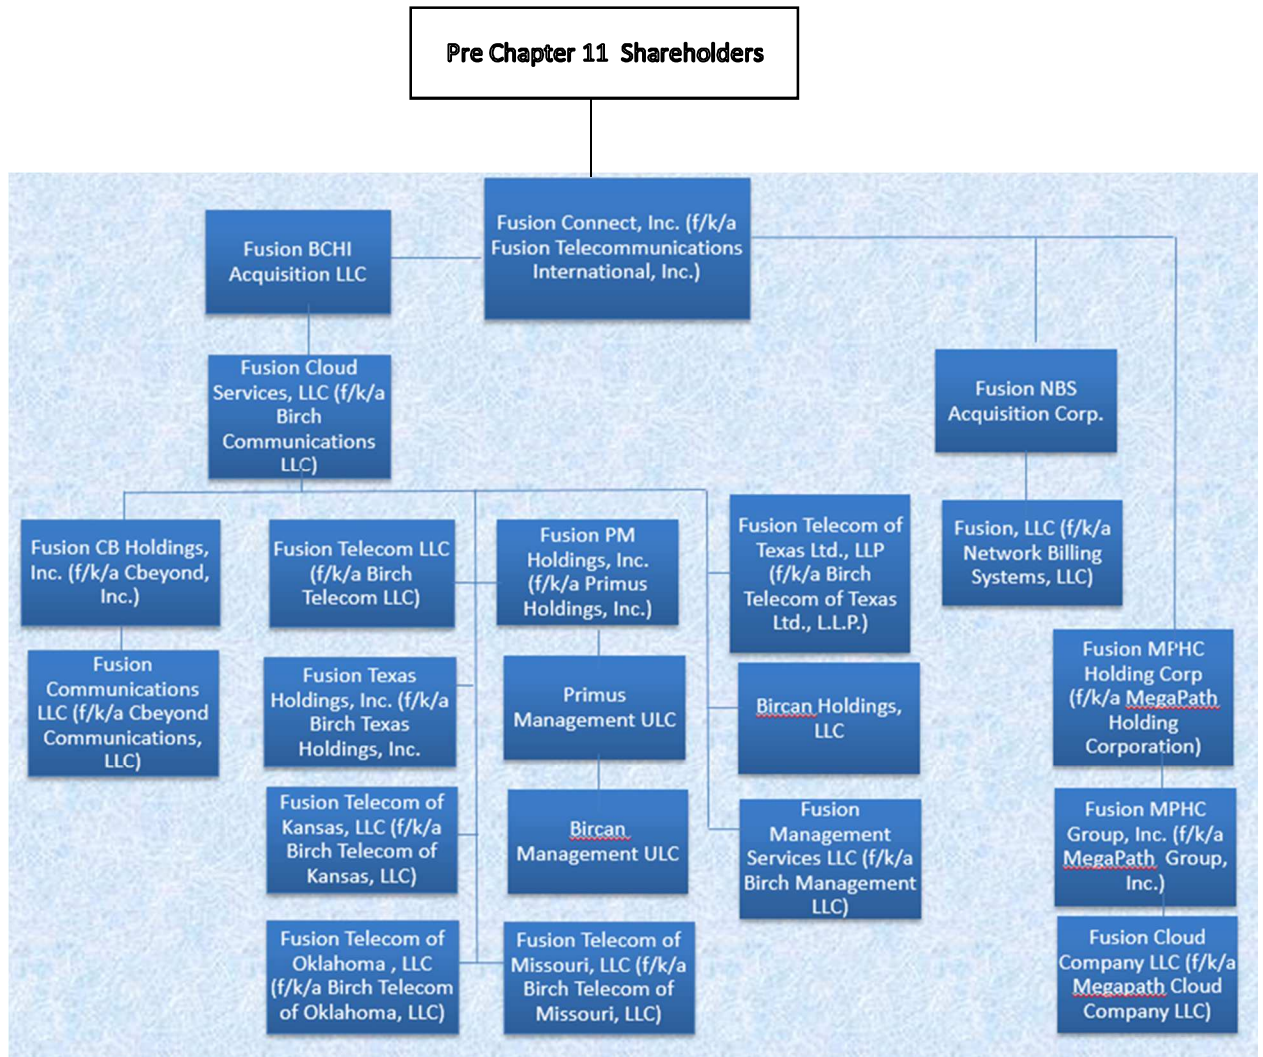 Pre Chapter 11  Shareholders
Fusion Connect, Inc. (f/k/a
Fusion Telecommunications
International, Inc.)
Fusion BCHI
Acquisition LLC
Fusion Cloud
Services, LLC (f/k/a
Birch
Communications
LLC)
Fusion NBS
Acquisition Corp.
Fusion, LLC (f/k/a
Network Billing
Systems, LLC)
Fusion CB Holdings,
Inc. (f/k/a Cbeyond,
Inc.)
Fusion
Communications
LLC (f/k/a Cbeyond
Communications,
LLC)
Fusion Telecom LLC
(f/k/a Birch
Telecom LLC)
Fusion Texas
Holdings, Inc. (f/k/a
Birch Texas
Holdings, Inc.
Fusion Telecom of
Kansas, LLC (f/k/a
Birch Telecom of
Kansas, LLC)
Fusion Telecom of
Oklahoma , LLC
(f/k/a Birch Telecom
of Oklahoma, LLC)
Fusion PM
Holdings, Inc.
(f/k/a Primus
Holdings, Inc.)
Primus
Management ULC
Bircan
Management ULC
Fusion Telecom of
Missouri, LLC (f/k/a
Birch Telecom of
Missouri, LLC)
Fusion Telecom of
Texas Ltd., LLP
(f/k/a Birch
Telecom of Texas
Ltd., L.L.P.)
Bircan Holdings,
LLC
Fusion
Management
Services LLC (f/k/a
Birch Management
LLC)
Fusion MPHC
Holding Corp
(f/k/a MegaPath
Holding
Corporation)
Fusion MPHC
Group, Inc. (f/k/a
MegaPath  Group,
Inc.)
Fusion Cloud
Company LLC (f/k/a
Megapath Cloud
Company LLC)